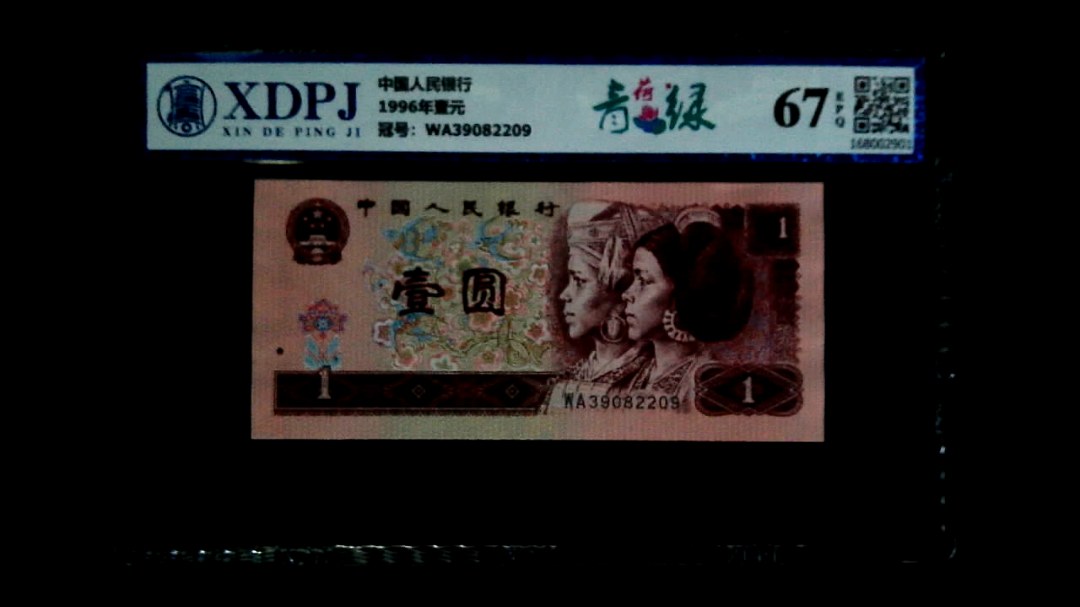 XDPJ
XIN DE PING JI
中国人民银行
1996年壹元
冠号：WA39082209
青 荷 绿
67
EPQ
168002901
中国人民银行
1
壹圆
1
WA39082209
1